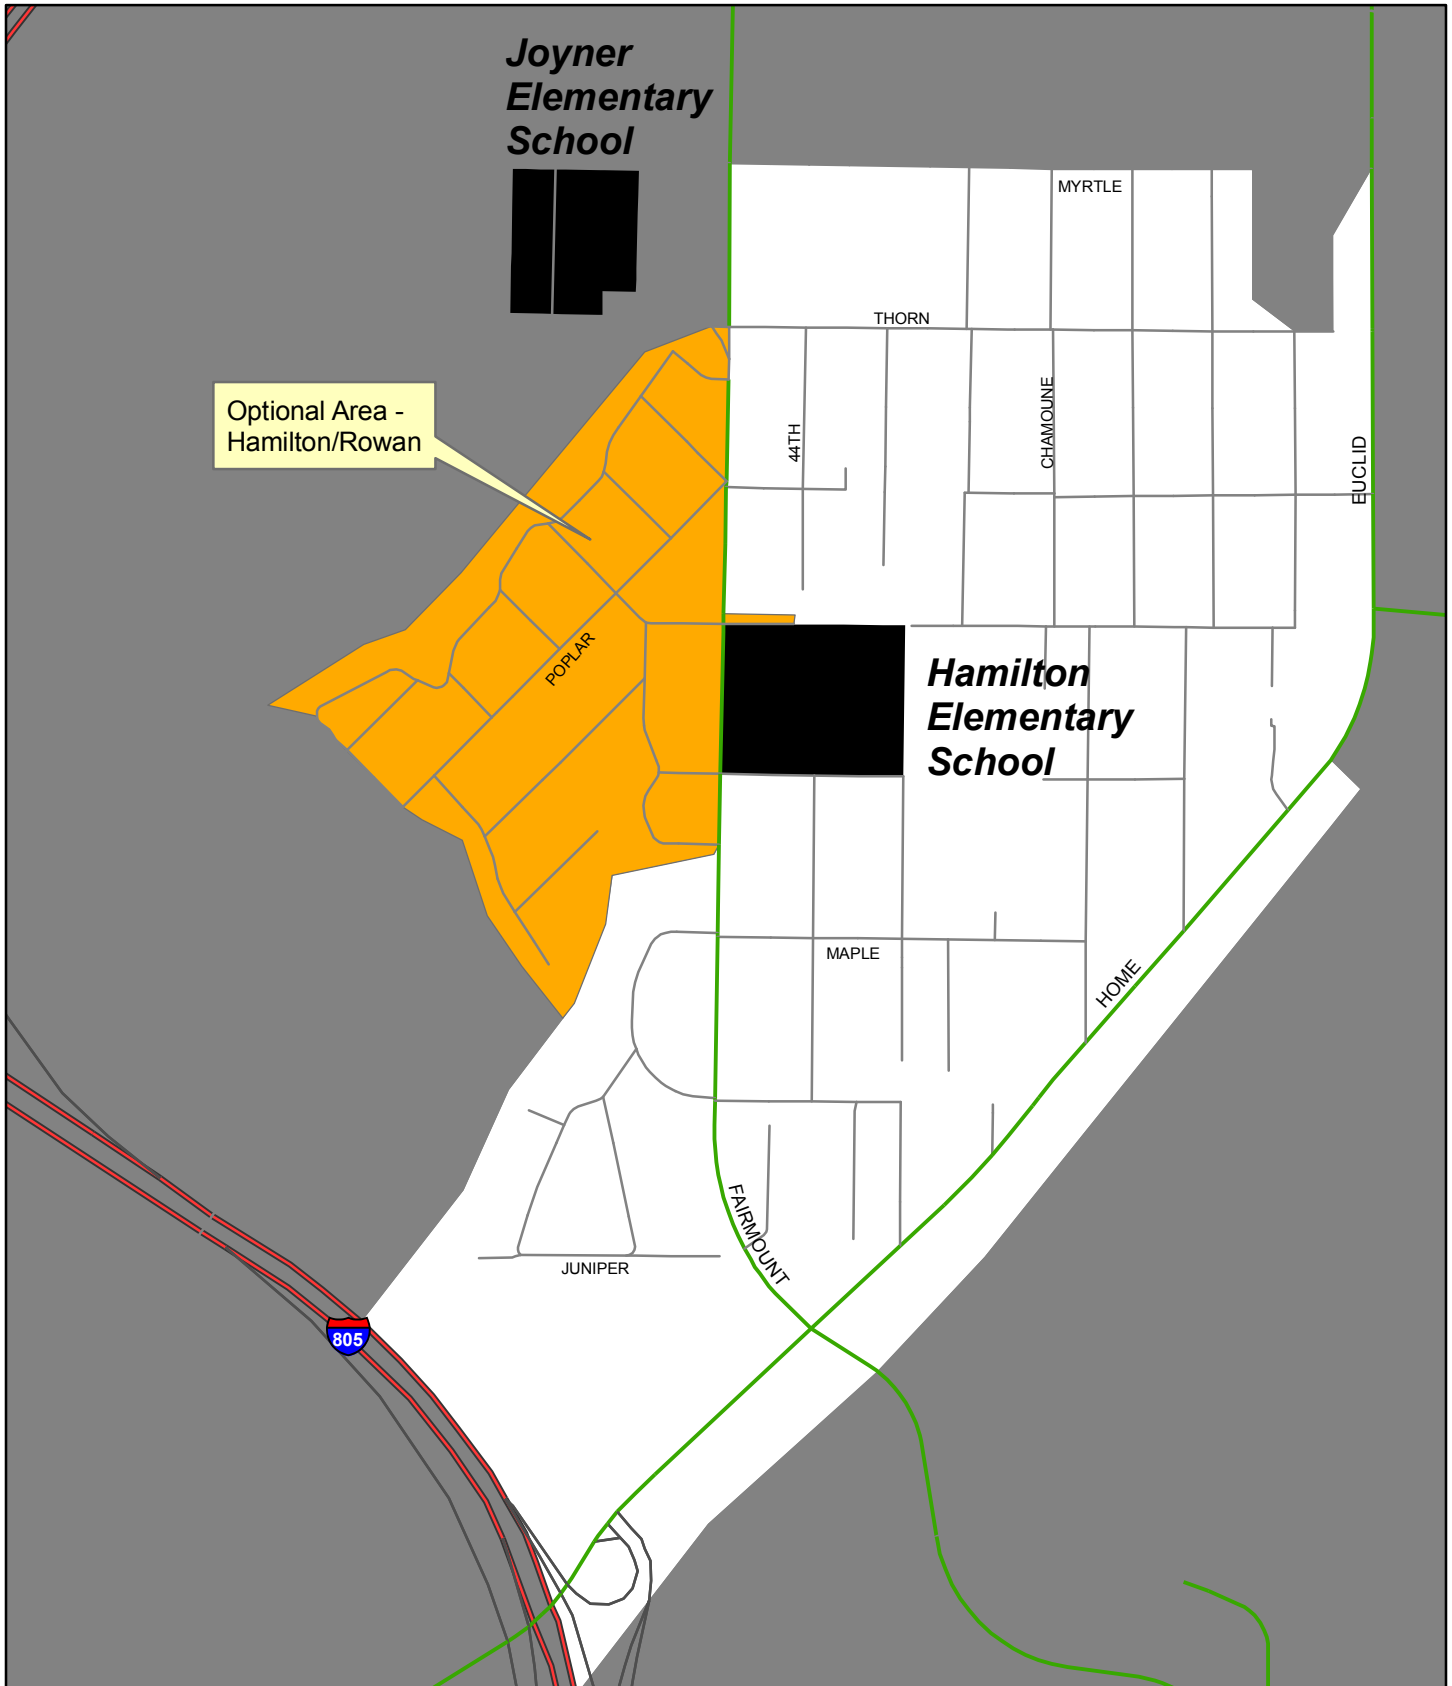 Joyner
Elementary
School
MYRTLE
THORN
Optional Area -
Hamilton/Rowan
44TH
CHAMOUNE
EUCLID
POPLAR
Hamilton
Elementary
School
MAPLE
HOME
FAIRMOUNT
JUNIPER
805